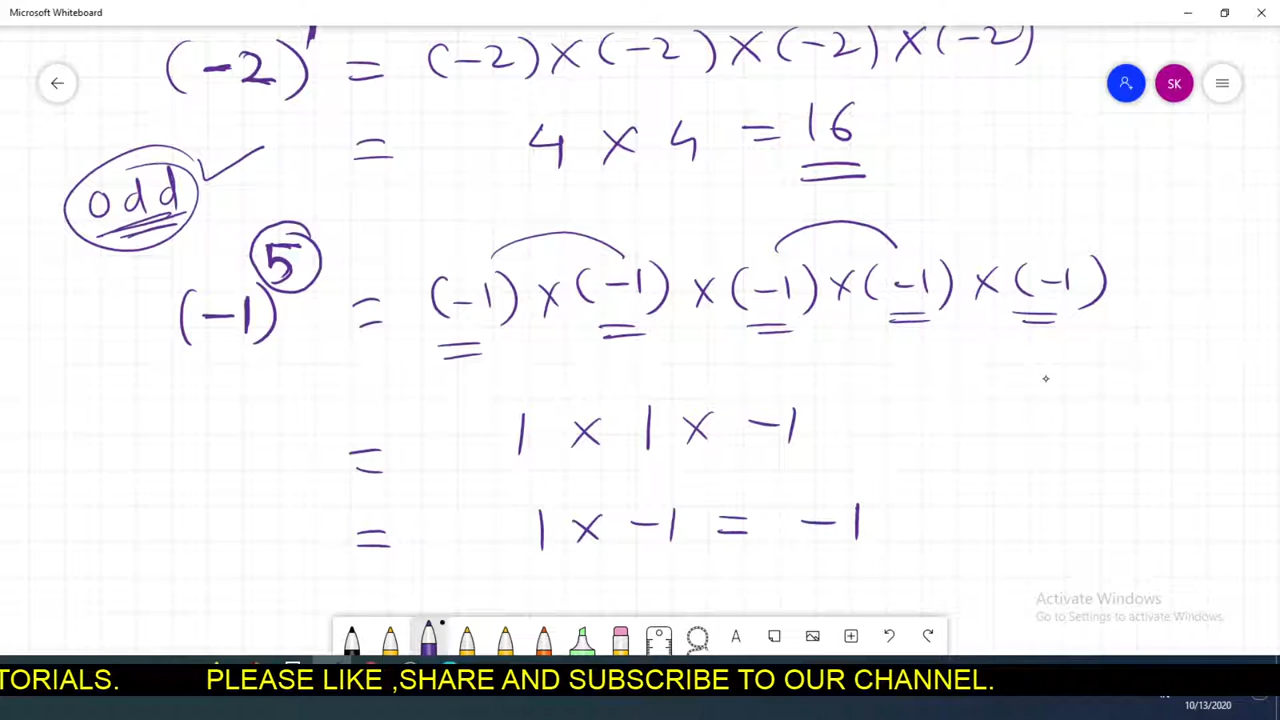 Microsoft Whiteboard
(-2) = (-2) × (-2) × (-2) × (-2)
SK
= 4 × 4 = 16
odd ✓
(-1)⁵ = (-1) × (-1) × (-1) × (-1) × (-1)
= 1 × 1 × -1
= 1 × -1 = -1
Activate Windows
Go to Settings to activate Windows.
A
TORIALS. PLEASE LIKE ,SHARE AND SUBSCRIBE TO OUR CHANNEL.
10/13/2020